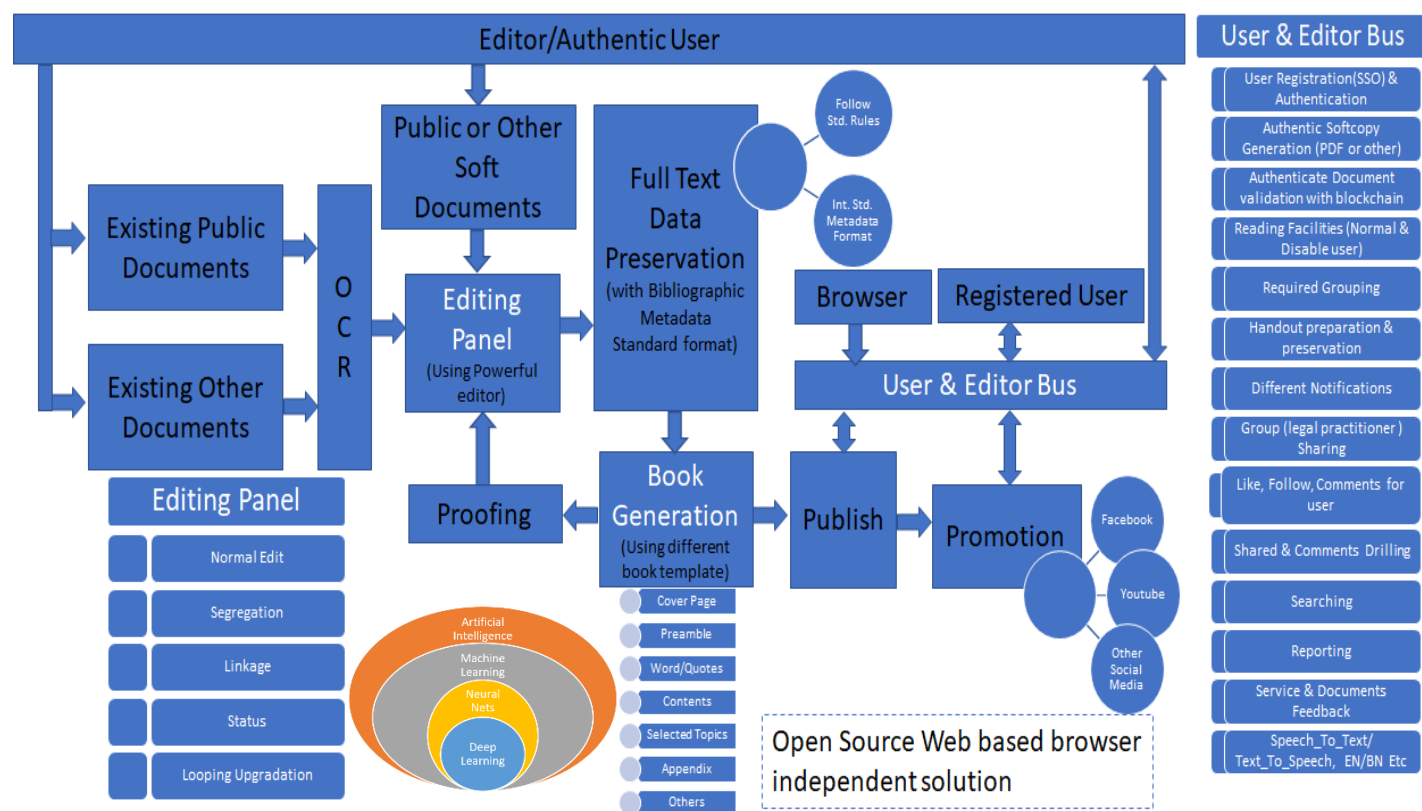 Editor/Authentic User
User & Editor Bus
User Registration(SSO) &
Authentication
Authentic Softcopy
Generation (PDF or other)
Authenticate Document
validation with blockchain
Reading Facilities (Normal &
Disable user)
Required Grouping
Handout preparation &
preservation
Different Notifications
Group (legal practitioner )
Sharing
Like, Follow, Comments for
user
Shared & Comments Drilling
Searching
Reporting
Service & Documents
Feedback
Speech_To_Text/
Text_To_Speech, EN/BN Etc
Public or Other
Soft
Documents
Full Text
Data
Preservation
(with Bibliographic
Metadata
Standard format)
Follow
Std. Rules
Int. Std.
Metadata
Format
Existing Public
Documents
Existing Other
Documents
O
C
R
Editing
Panel
(Using Powerful
editor)
Browser
Registered User
User & Editor Bus
Proofing
Book
Generation
(Using different
book template)
Publish
Promotion
Facebook
Youtube
Other
Social
Media
Editing Panel
Normal Edit
Segregation
Linkage
Status
Looping Upgradation
Artificial
Intelligence
Machine
Learning
Neural
Nets
Deep
Learning
Cover Page
Preamble
Word/Quotes
Contents
Selected Topics
Appendix
Others
Open Source Web based browser
independent solution